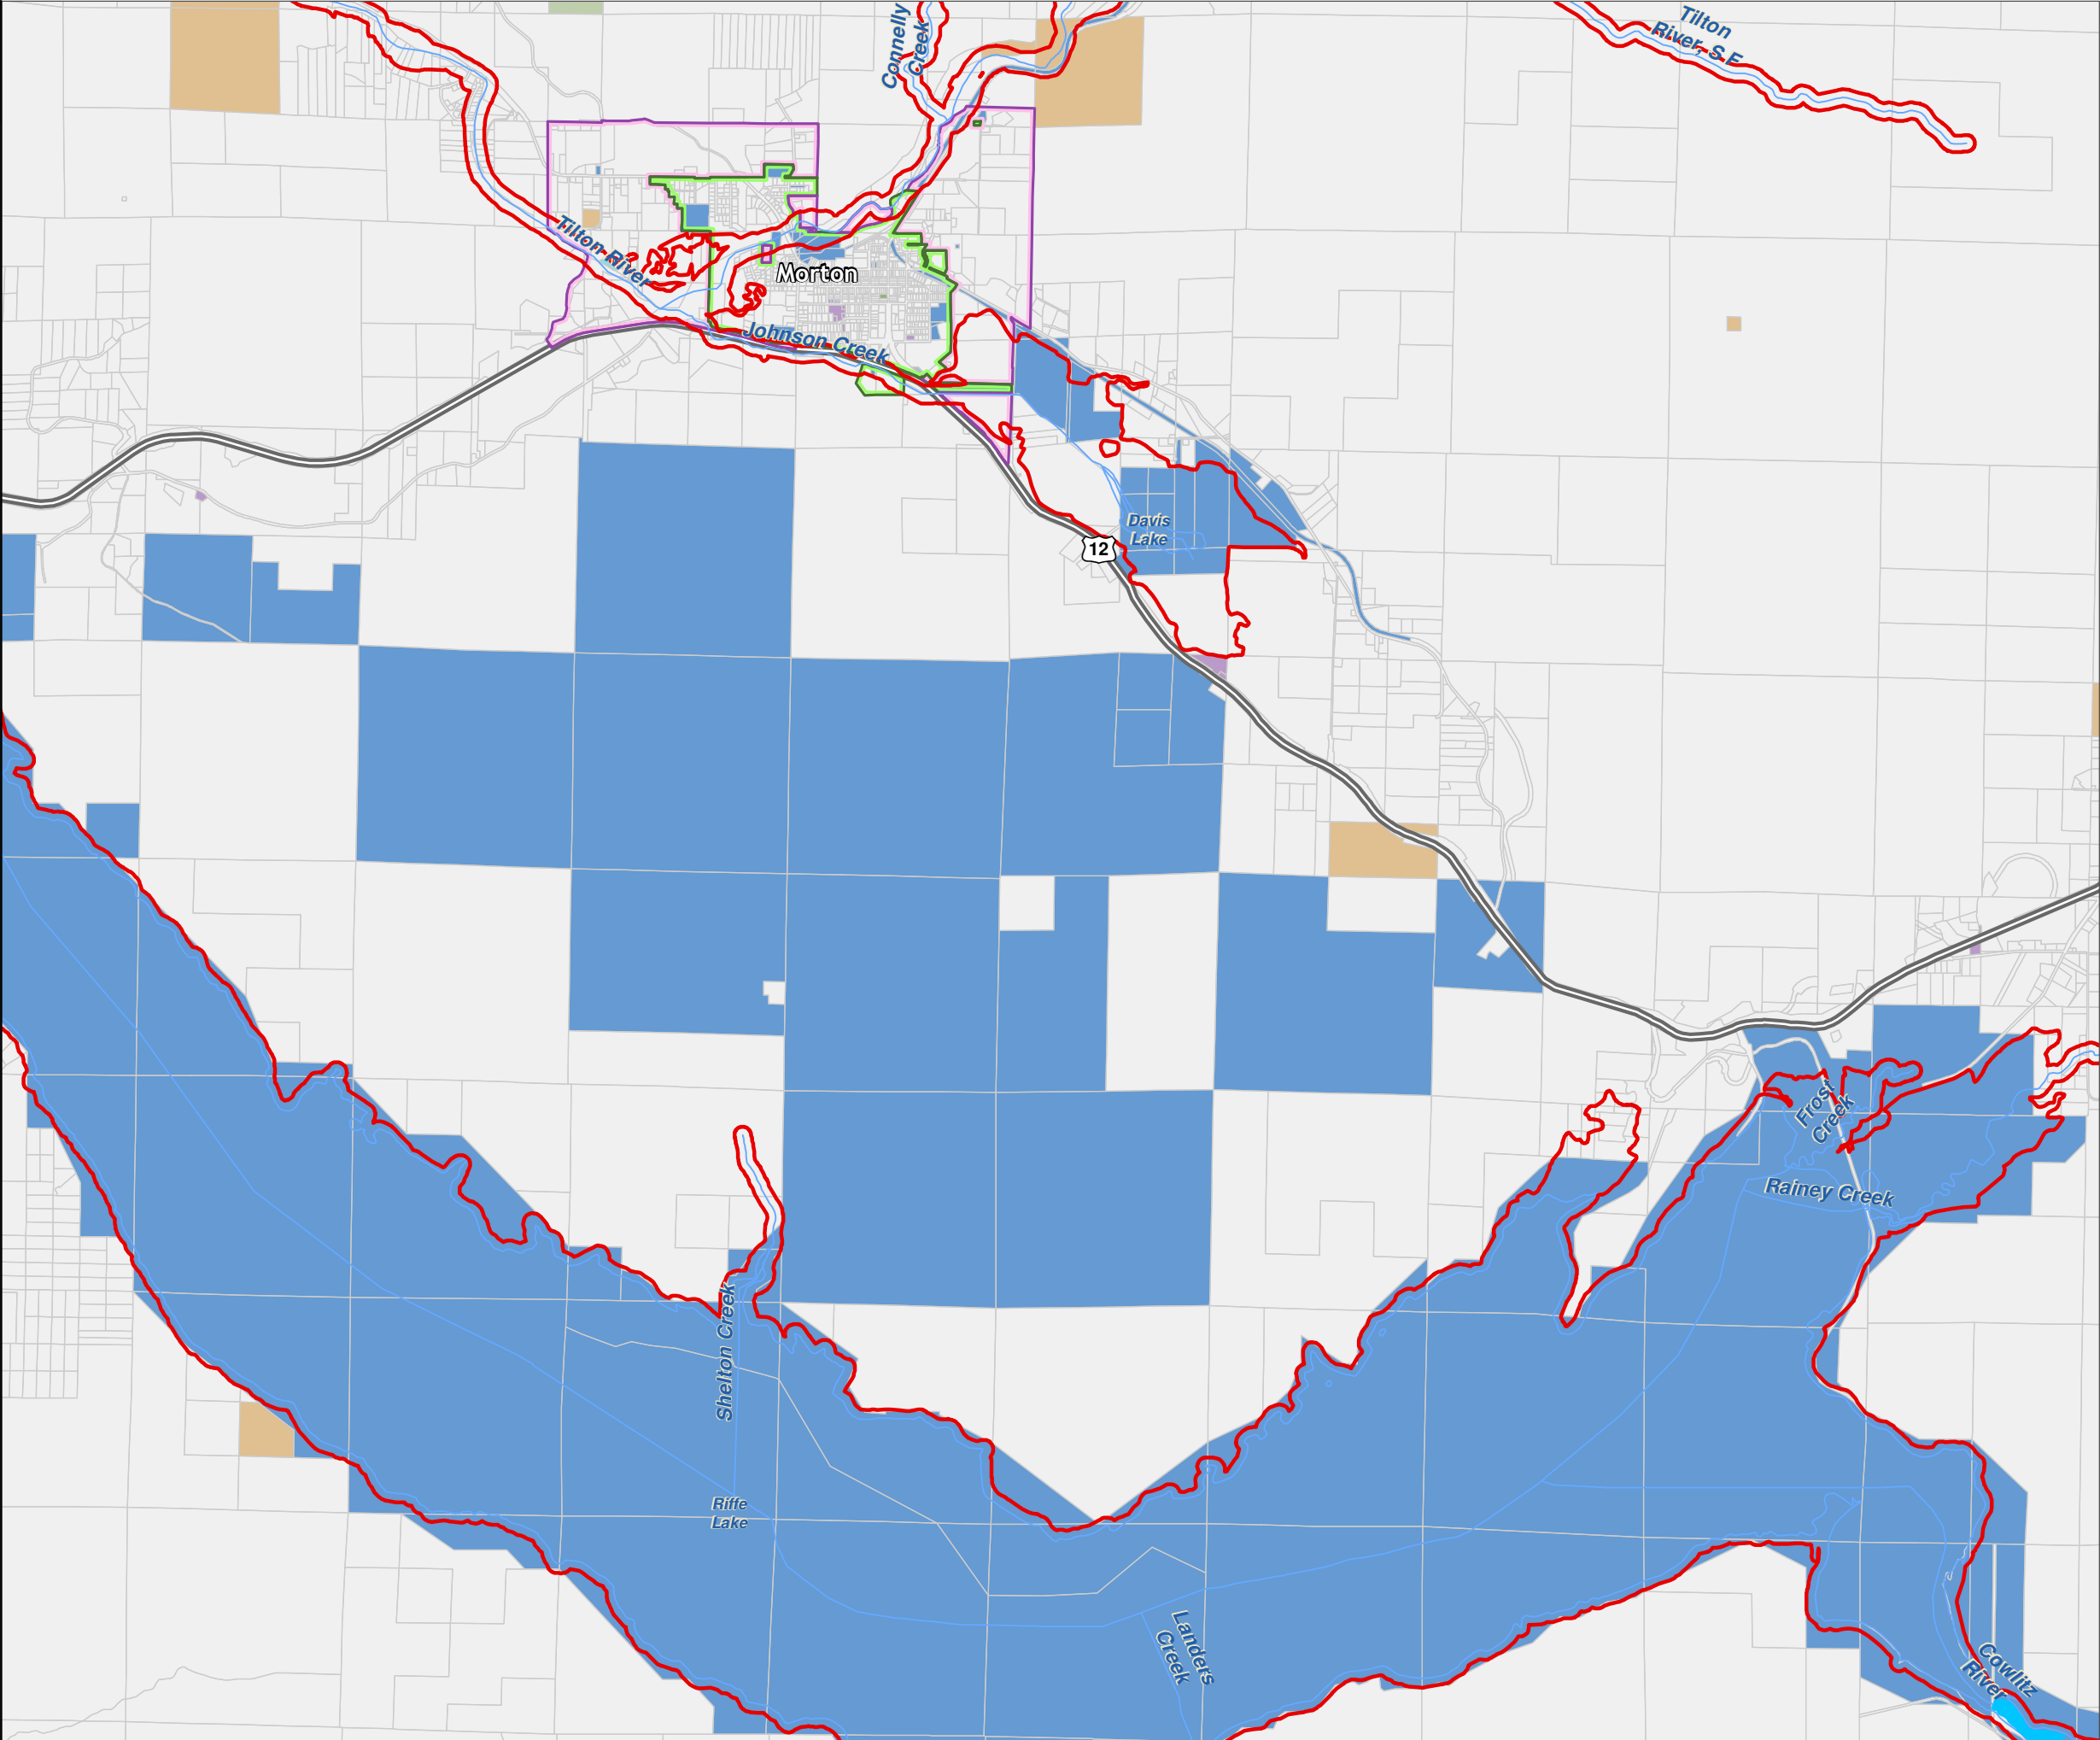 Connelly
Creek
Tilton
River, S F
Tilton River
Morton
Johnson Creek
Davis
Lake
12
Frost
Creek
Rainey Creek
Shelton Creek
Riffe
Lake
Landers
Creek
Cowlitz
River